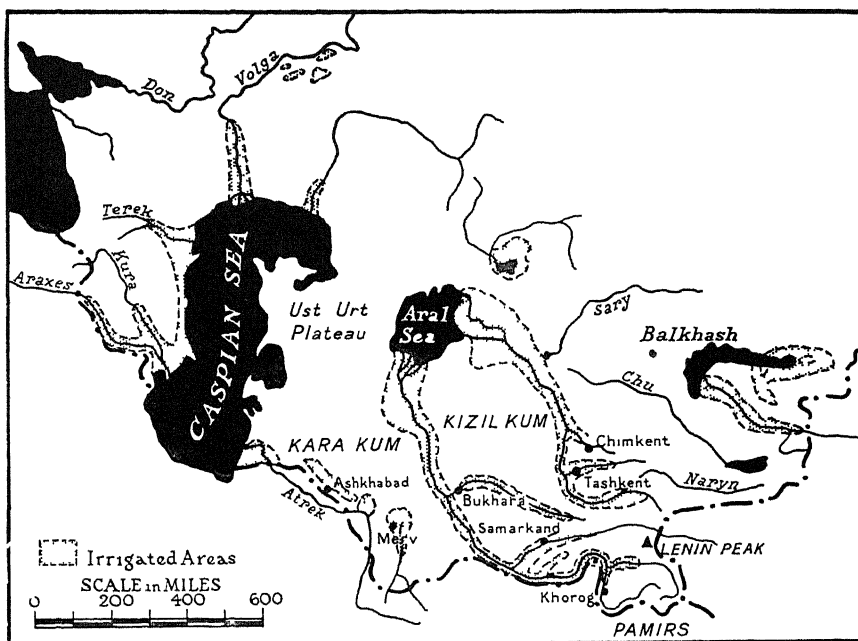 Don
Volga
Terek
Kura
Araxes
CASPIAN SEA
Ust Urt
Plateau
Aral
Sea
Sary
Balkhash
Chu
KIZIL KUM
KARA KUM
Chimkent
Tashkent
Naryn
Ashkhabad
Atrek
Bukhara
Merv
Samarkand
LENIN PEAK
Khorog
PAMIRS
Irrigated Areas
SCALE in MILES
0 200 400 600